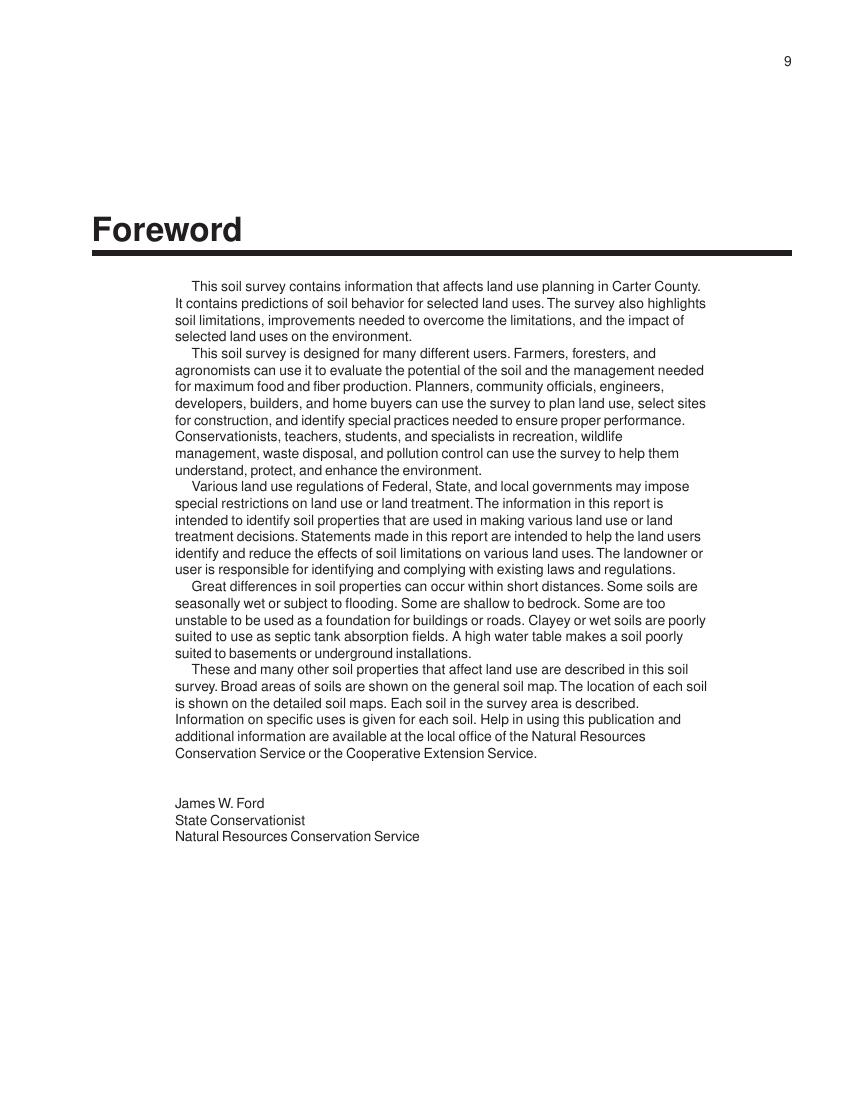 9
Foreword
This soil survey contains information that affects land use planning in Carter County.
It contains predictions of soil behavior for selected land uses. The survey also highlights
soil limitations, improvements needed to overcome the limitations, and the impact of
selected land uses on the environment.
This soil survey is designed for many different users. Farmers, foresters, and
agronomists can use it to evaluate the potential of the soil and the management needed
for maximum food and fiber production. Planners, community officials, engineers,
developers, builders, and home buyers can use the survey to plan land use, select sites
for construction, and identify special practices needed to ensure proper performance.
Conservationists, teachers, students, and specialists in recreation, wildlife
management, waste disposal, and pollution control can use the survey to help them
understand, protect, and enhance the environment.
Various land use regulations of Federal, State, and local governments may impose
special restrictions on land use or land treatment. The information in this report is
intended to identify soil properties that are used in making various land use or land
treatment decisions. Statements made in this report are intended to help the land users
identify and reduce the effects of soil limitations on various land uses. The landowner or
user is responsible for identifying and complying with existing laws and regulations.
Great differences in soil properties can occur within short distances. Some soils are
seasonally wet or subject to flooding. Some are shallow to bedrock. Some are too
unstable to be used as a foundation for buildings or roads. Clayey or wet soils are poorly
suited to use as septic tank absorption fields. A high water table makes a soil poorly
suited to basements or underground installations.
These and many other soil properties that affect land use are described in this soil
survey. Broad areas of soils are shown on the general soil map. The location of each soil
is shown on the detailed soil maps. Each soil in the survey area is described.
Information on specific uses is given for each soil. Help in using this publication and
additional information are available at the local office of the Natural Resources
Conservation Service or the Cooperative Extension Service.
James W. Ford
State Conservationist
Natural Resources Conservation Service